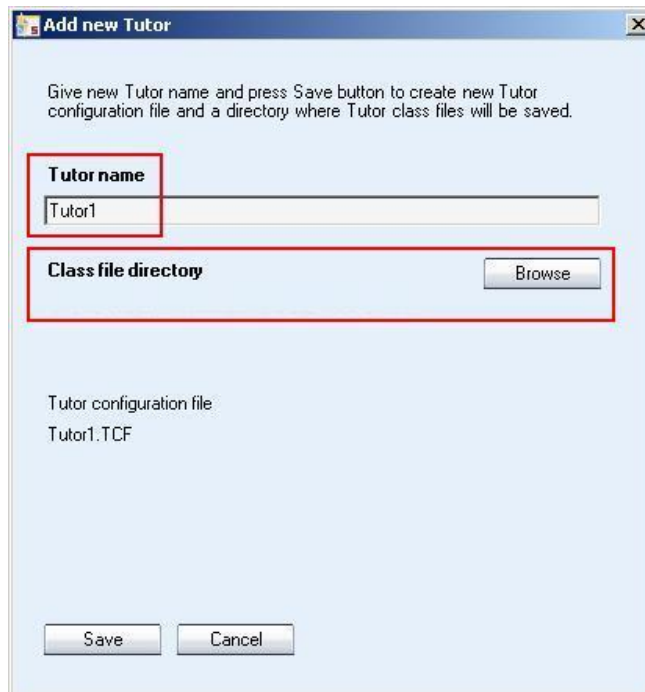 Add new Tutor
Give new Tutor name and press Save button to create new Tutor
configuration file and a directory where Tutor class files will be saved.
Tutor name
Tutor1
Class file directory
Browse
Tutor configuration file
Tutor1.TCF
Save
Cancel